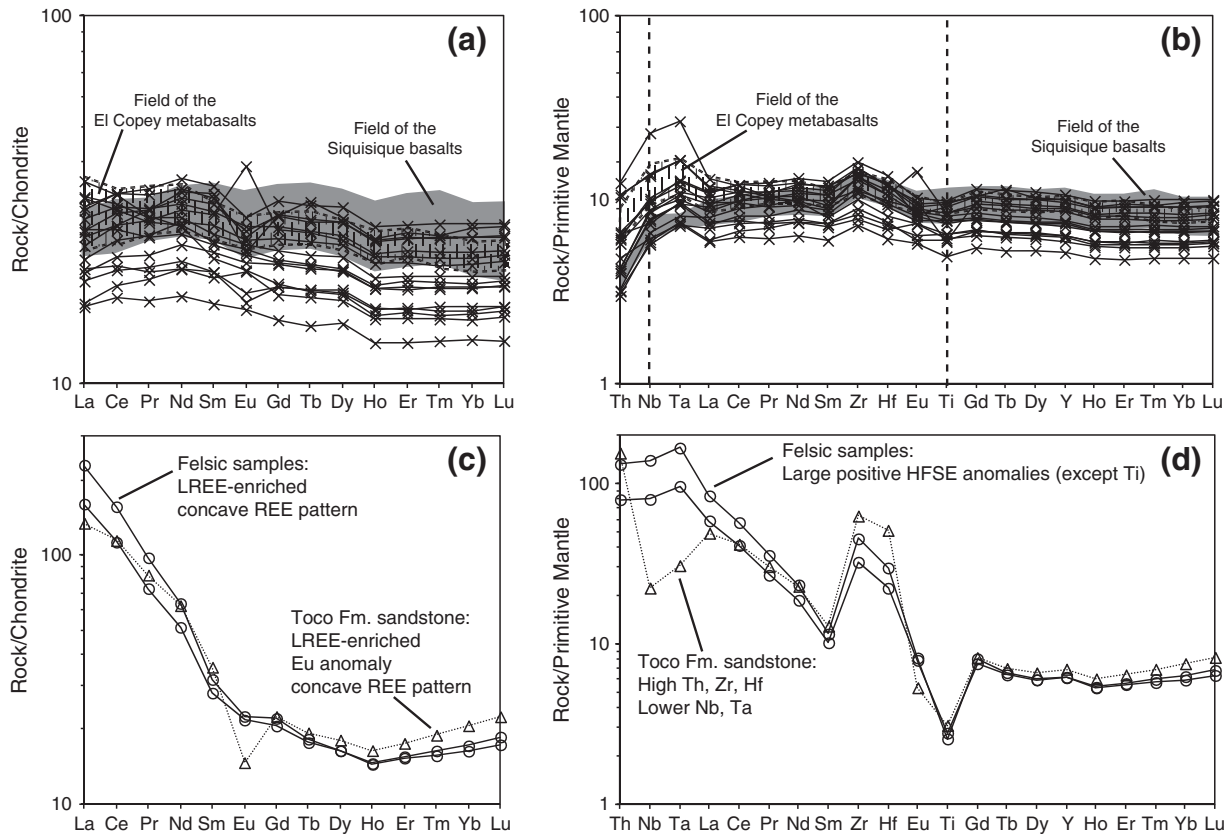 100
10
Rock/Chondrite
(a)
Field of the
El Copey metabasalts
Field of the
Siquisique basalts
La Ce Pr Nd Sm Eu Gd Tb Dy Ho Er Tm Yb Lu
100
10
1
Rock/Primitive Mantle
(b)
Field of the
El Copey metabasalts
Field of the
Siquisique basalts
Th Nb Ta La Ce Pr Nd Sm Zr Hf Eu Ti Gd Tb Dy Y Ho Er Tm Yb Lu
100
10
Rock/Chondrite
(c)
Felsic samples:
LREE-enriched
concave REE pattern
Toco Fm. sandstone:
LREE-enriched
Eu anomaly
concave REE pattern
La Ce Pr Nd Sm Eu Gd Tb Dy Ho Er Tm Yb Lu
100
10
1
Rock/Primitive Mantle
(d)
Felsic samples:
Large positive HFSE anomalies (except Ti)
Toco Fm. sandstone:
High Th, Zr, Hf
Lower Nb, Ta
Th Nb Ta La Ce Pr Nd Sm Zr Hf Eu Ti Gd Tb Dy Y Ho Er Tm Yb Lu